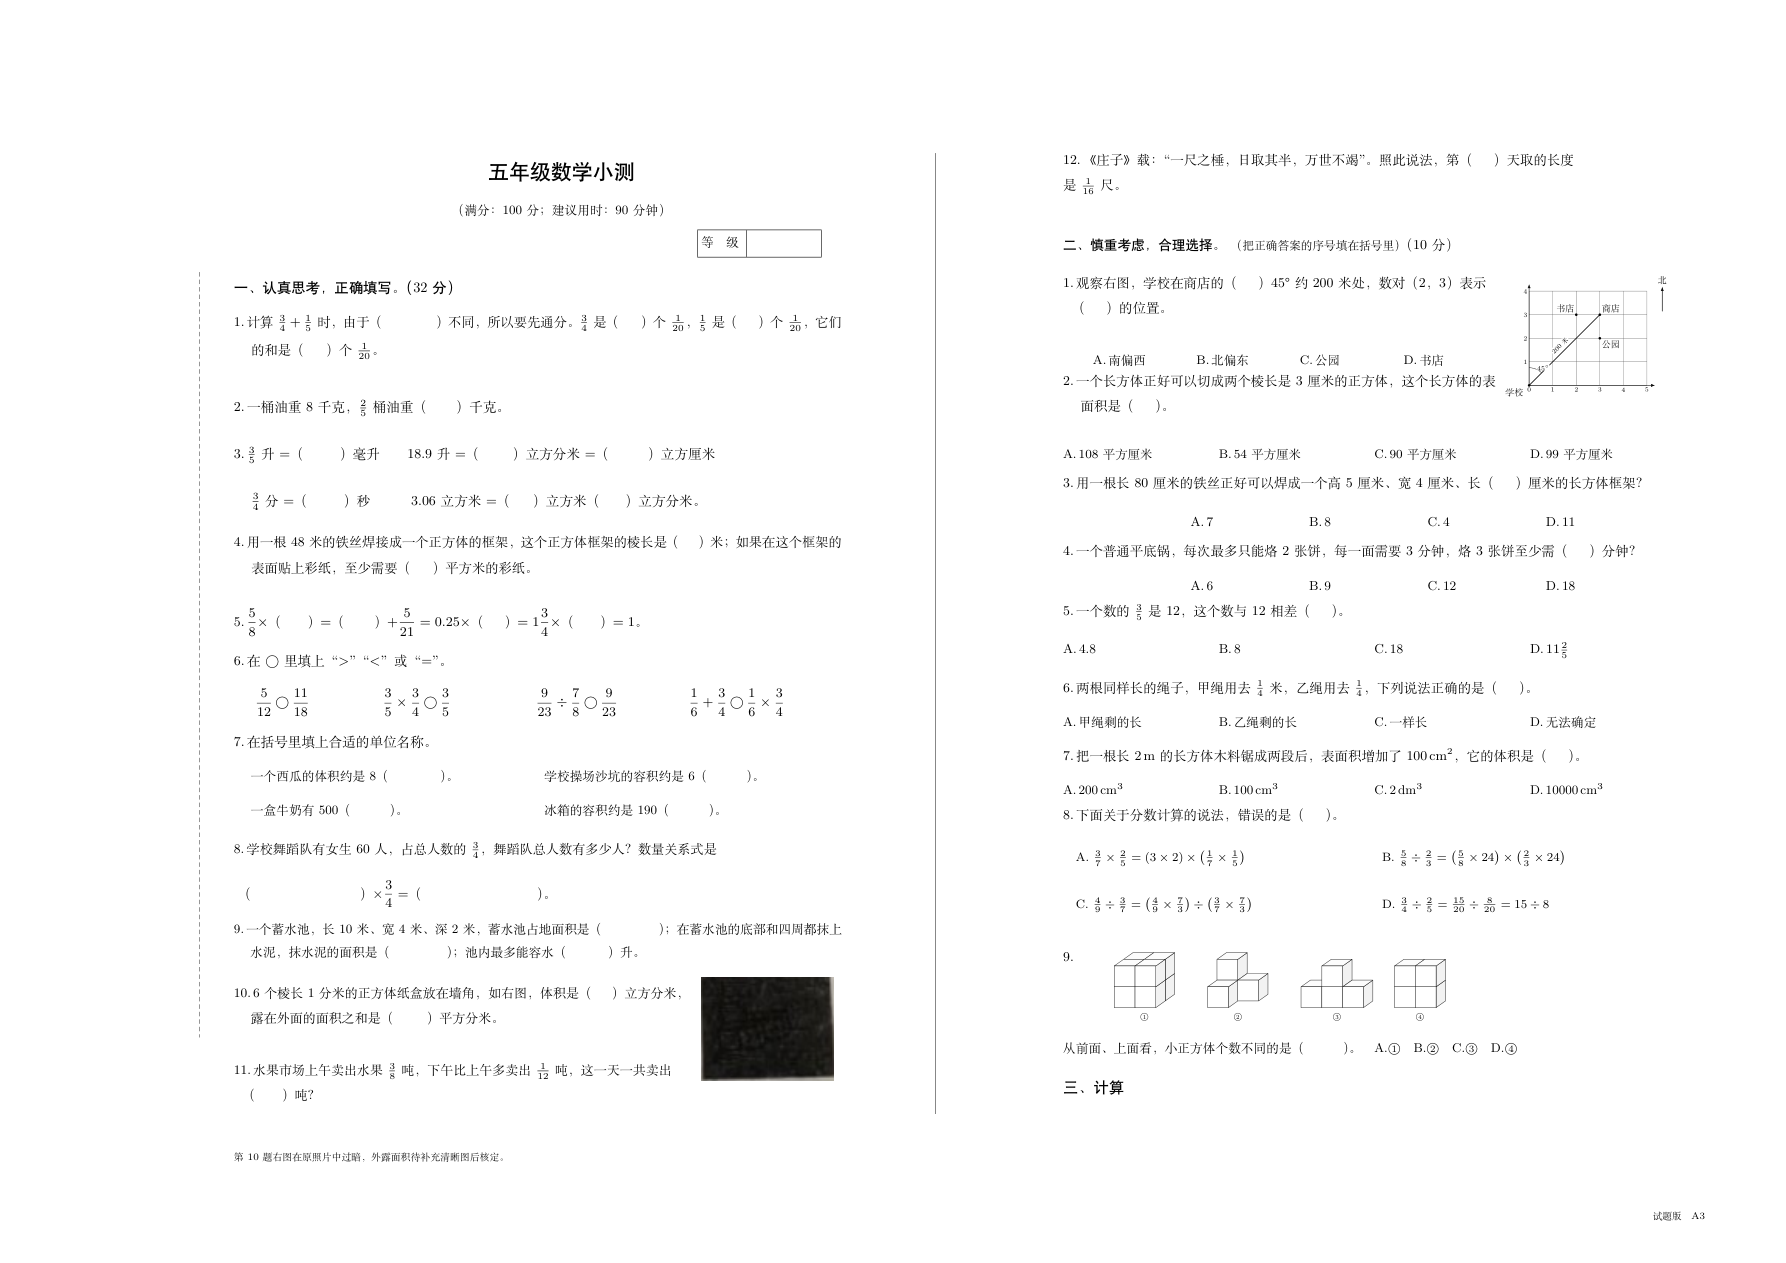 五年级数学小测
（满分：100 分；建议用时：90 分钟）
等 级
一、认真思考，正确填写。（32 分）
1. 计算 3/4 + 1/5 时，由于（ ）不同，所以要先通分。3/4 是（ ）个 1/20，1/5 是（ ）个 1/20，它们
的和是（ ）个 1/20。
2. 一桶油重 8 千克，2/5 桶油重（ ）千克。
3. 3/5 升 =（ ）毫升 18.9 升 =（ ）立方分米 =（ ）立方厘米
3/4 分 =（ ）秒 3.06 立方米 =（ ）立方米（ ）立方分米。
4. 用一根 48 米的铁丝焊接成一个正方体的框架，这个正方体框架的棱长是（ ）米；如果在这个框架的
表面贴上彩纸，至少需要（ ）平方米的彩纸。
5. 5/8 ×（ ）=（ ）+ 5/21 = 0.25×（ ）= 1 3/4 ×（ ）= 1。
6. 在 ○ 里填上 “>” “<” 或 “=”。
5/12 ○ 11/18 3/5 × 3/4 ○ 3/5 9/23 ÷ 7/8 ○ 9/23 1/6 + 3/4 ○ 1/6 × 3/4
7. 在括号里填上合适的单位名称。
一个西瓜的体积约是 8（ ）。 学校操场沙坑的容积约是 6（ ）。
一盒牛奶有 500（ ）。 冰箱的容积约是 190（ ）。
8. 学校舞蹈队有女生 60 人，占总人数的 3/4，舞蹈队总人数有多少人？数量关系式是
（ ）× 3/4 =（ ）。
9. 一个蓄水池，长 10 米、宽 4 米、深 2 米，蓄水池占地面积是（ ）；在蓄水池的底部和四周都抹上
水泥，抹水泥的面积是（ ）；池内最多能容水（ ）升。
10. 6 个棱长 1 分米的正方体纸盒放在墙角，如右图，体积是（ ）立方分米，
露在外面的面积之和是（ ）平方分米。
11. 水果市场上午卖出水果 3/8 吨，下午比上午多卖出 1/12 吨，这一天一共卖出
（ ）吨？
第 10 题右图在原照片中过暗，外露面积待补充清晰图后核定。
12. 《庄子》载：“一尺之棰，日取其半，万世不竭”。照此说法，第（ ）天取的长度
是 1/16 尺。
二、慎重考虑，合理选择。（把正确答案的序号填在括号里）（10 分）
1. 观察右图，学校在商店的（ ）45° 约 200 米处，数对（2，3）表示
（ ）的位置。
北
4
3
2
1
书店
商店
公园
200 米
45°
学校
0 1 2 3 4 5
A. 南偏西 B. 北偏东 C. 公园 D. 书店
2. 一个长方体正好可以切成两个棱长是 3 厘米的正方体，这个长方体的表
面积是（ ）。
A. 108 平方厘米 B. 54 平方厘米 C. 90 平方厘米 D. 99 平方厘米
3. 用一根长 80 厘米的铁丝正好可以焊成一个高 5 厘米、宽 4 厘米、长（ ）厘米的长方体框架？
A. 7 B. 8 C. 4 D. 11
4. 一个普通平底锅，每次最多只能烙 2 张饼，每一面需要 3 分钟，烙 3 张饼至少需（ ）分钟？
A. 6 B. 9 C. 12 D. 18
5. 一个数的 3/5 是 12，这个数与 12 相差（ ）。
A. 4.8 B. 8 C. 18 D. 11 2/5
6. 两根同样长的绳子，甲绳用去 1/4 米，乙绳用去 1/4，下列说法正确的是（ ）。
A. 甲绳剩的长 B. 乙绳剩的长 C. 一样长 D. 无法确定
7. 把一根长 2 m 的长方体木料锯成两段后，表面积增加了 100 cm²，它的体积是（ ）。
A. 200 cm³ B. 100 cm³ C. 2 dm³ D. 10000 cm³
8. 下面关于分数计算的说法，错误的是（ ）。
A. 3/7 × 2/5 = (3 × 2) × (1/7 × 1/5) B. 5/8 ÷ 2/3 = (5/8 × 24) × (2/3 × 24)
C. 4/9 ÷ 3/7 = (4/9 × 7/3) ÷ (3/7 × 7/3) D. 3/4 ÷ 2/5 = 15/20 ÷ 8/20 = 15 ÷ 8
9.
① ② ③ ④
从前面、上面看，小正方体个数不同的是（ ）。 A.① B.② C.③ D.④
三、计算
试题版 A3